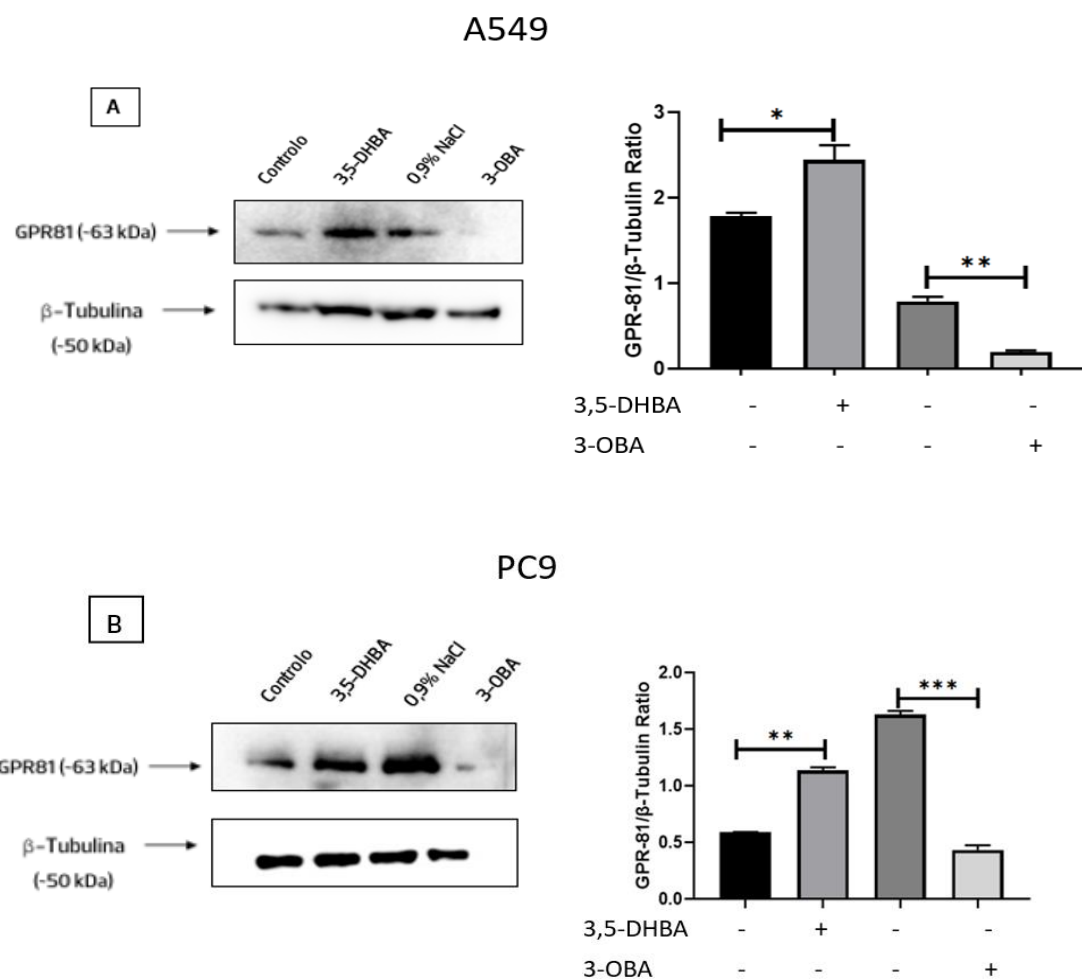 A549
A
Controlo 3,5-DHBA 0,9% NaCl 3-OBA
GPR81 (~63 kDa)
β-Tubulina
(~50 kDa)
GPR-81/β-Tubulin Ratio
3
2
1
0
*
**
3,5-DHBA - + - -
3-OBA - - - +
PC9
B
Controlo 3,5-DHBA 0,9% NaCl 3-OBA
GPR81 (~63 kDa)
β-Tubulina
(~50 kDa)
GPR-81/β-Tubulin Ratio
2.0
1.5
1.0
0.5
0.0
**
***
3,5-DHBA - + - -
3-OBA - - - +